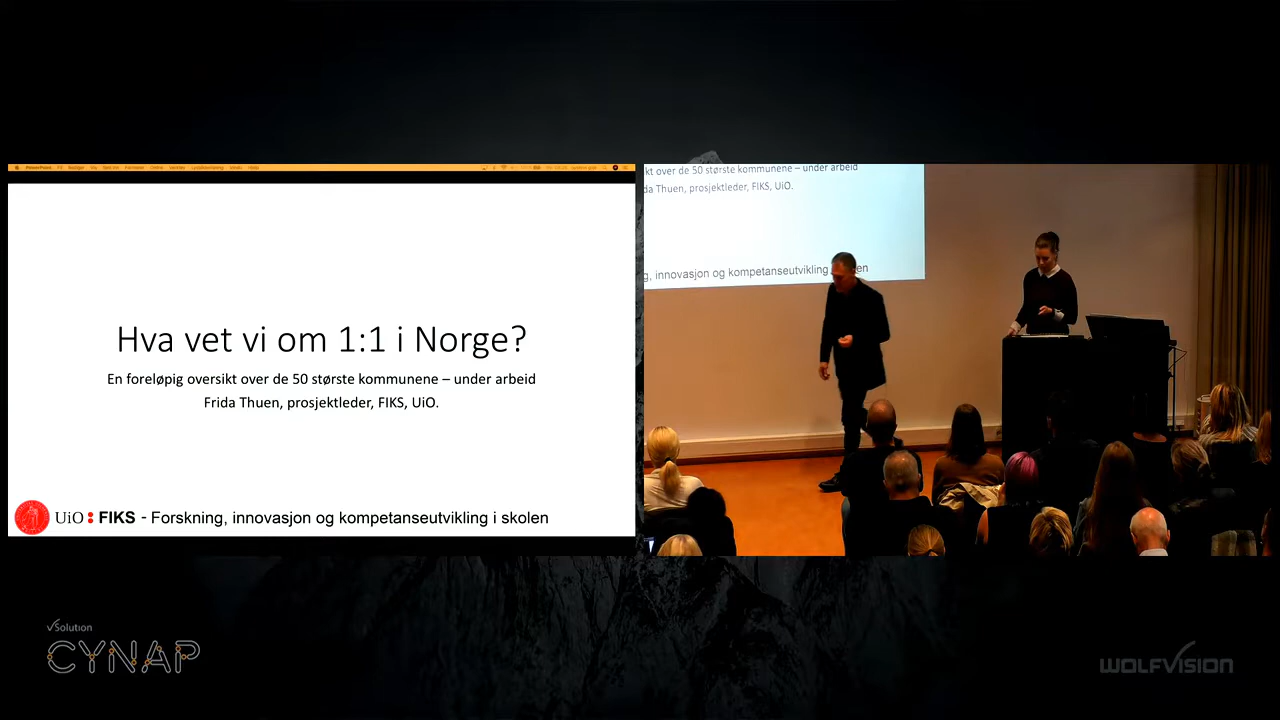 Hva vet vi om 1:1 i Norge?
En foreløpig oversikt over de 50 største kommunene – under arbeid
Frida Thuen, prosjektleder, FIKS, UiO.
UiO: FIKS - Forskning, innovasjon og kompetanseutvikling i skolen
kt over de 50 største kommunene – under arbeid
da Thuen, prosjektleder, FIKS, UiO.
g, innovasjon og kompetanseutvikling en
vSolution
CYNAP
WOLFVISION